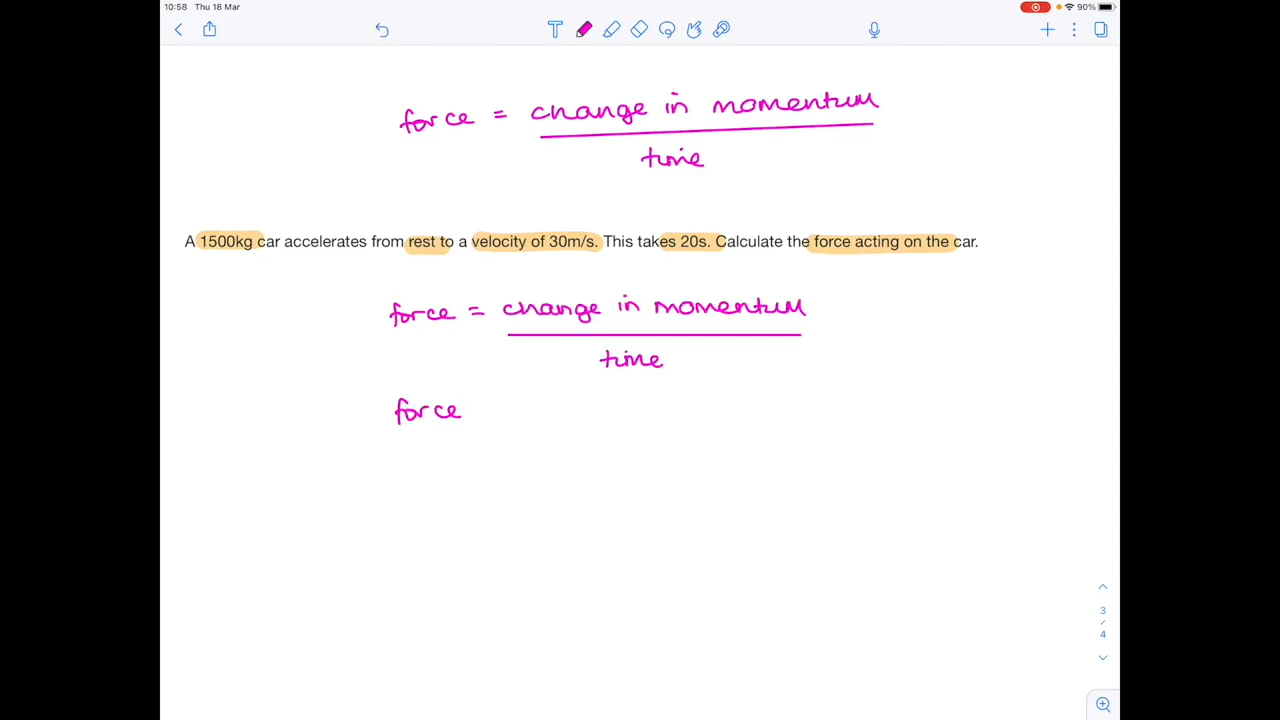 10:58 Thu 18 Mar 90%
T
force = change in momentum
time
A 1500kg car accelerates from rest to a velocity of 30m/s. This takes 20s. Calculate the force acting on the car.
force = change in momentum
time
force
3
/
4